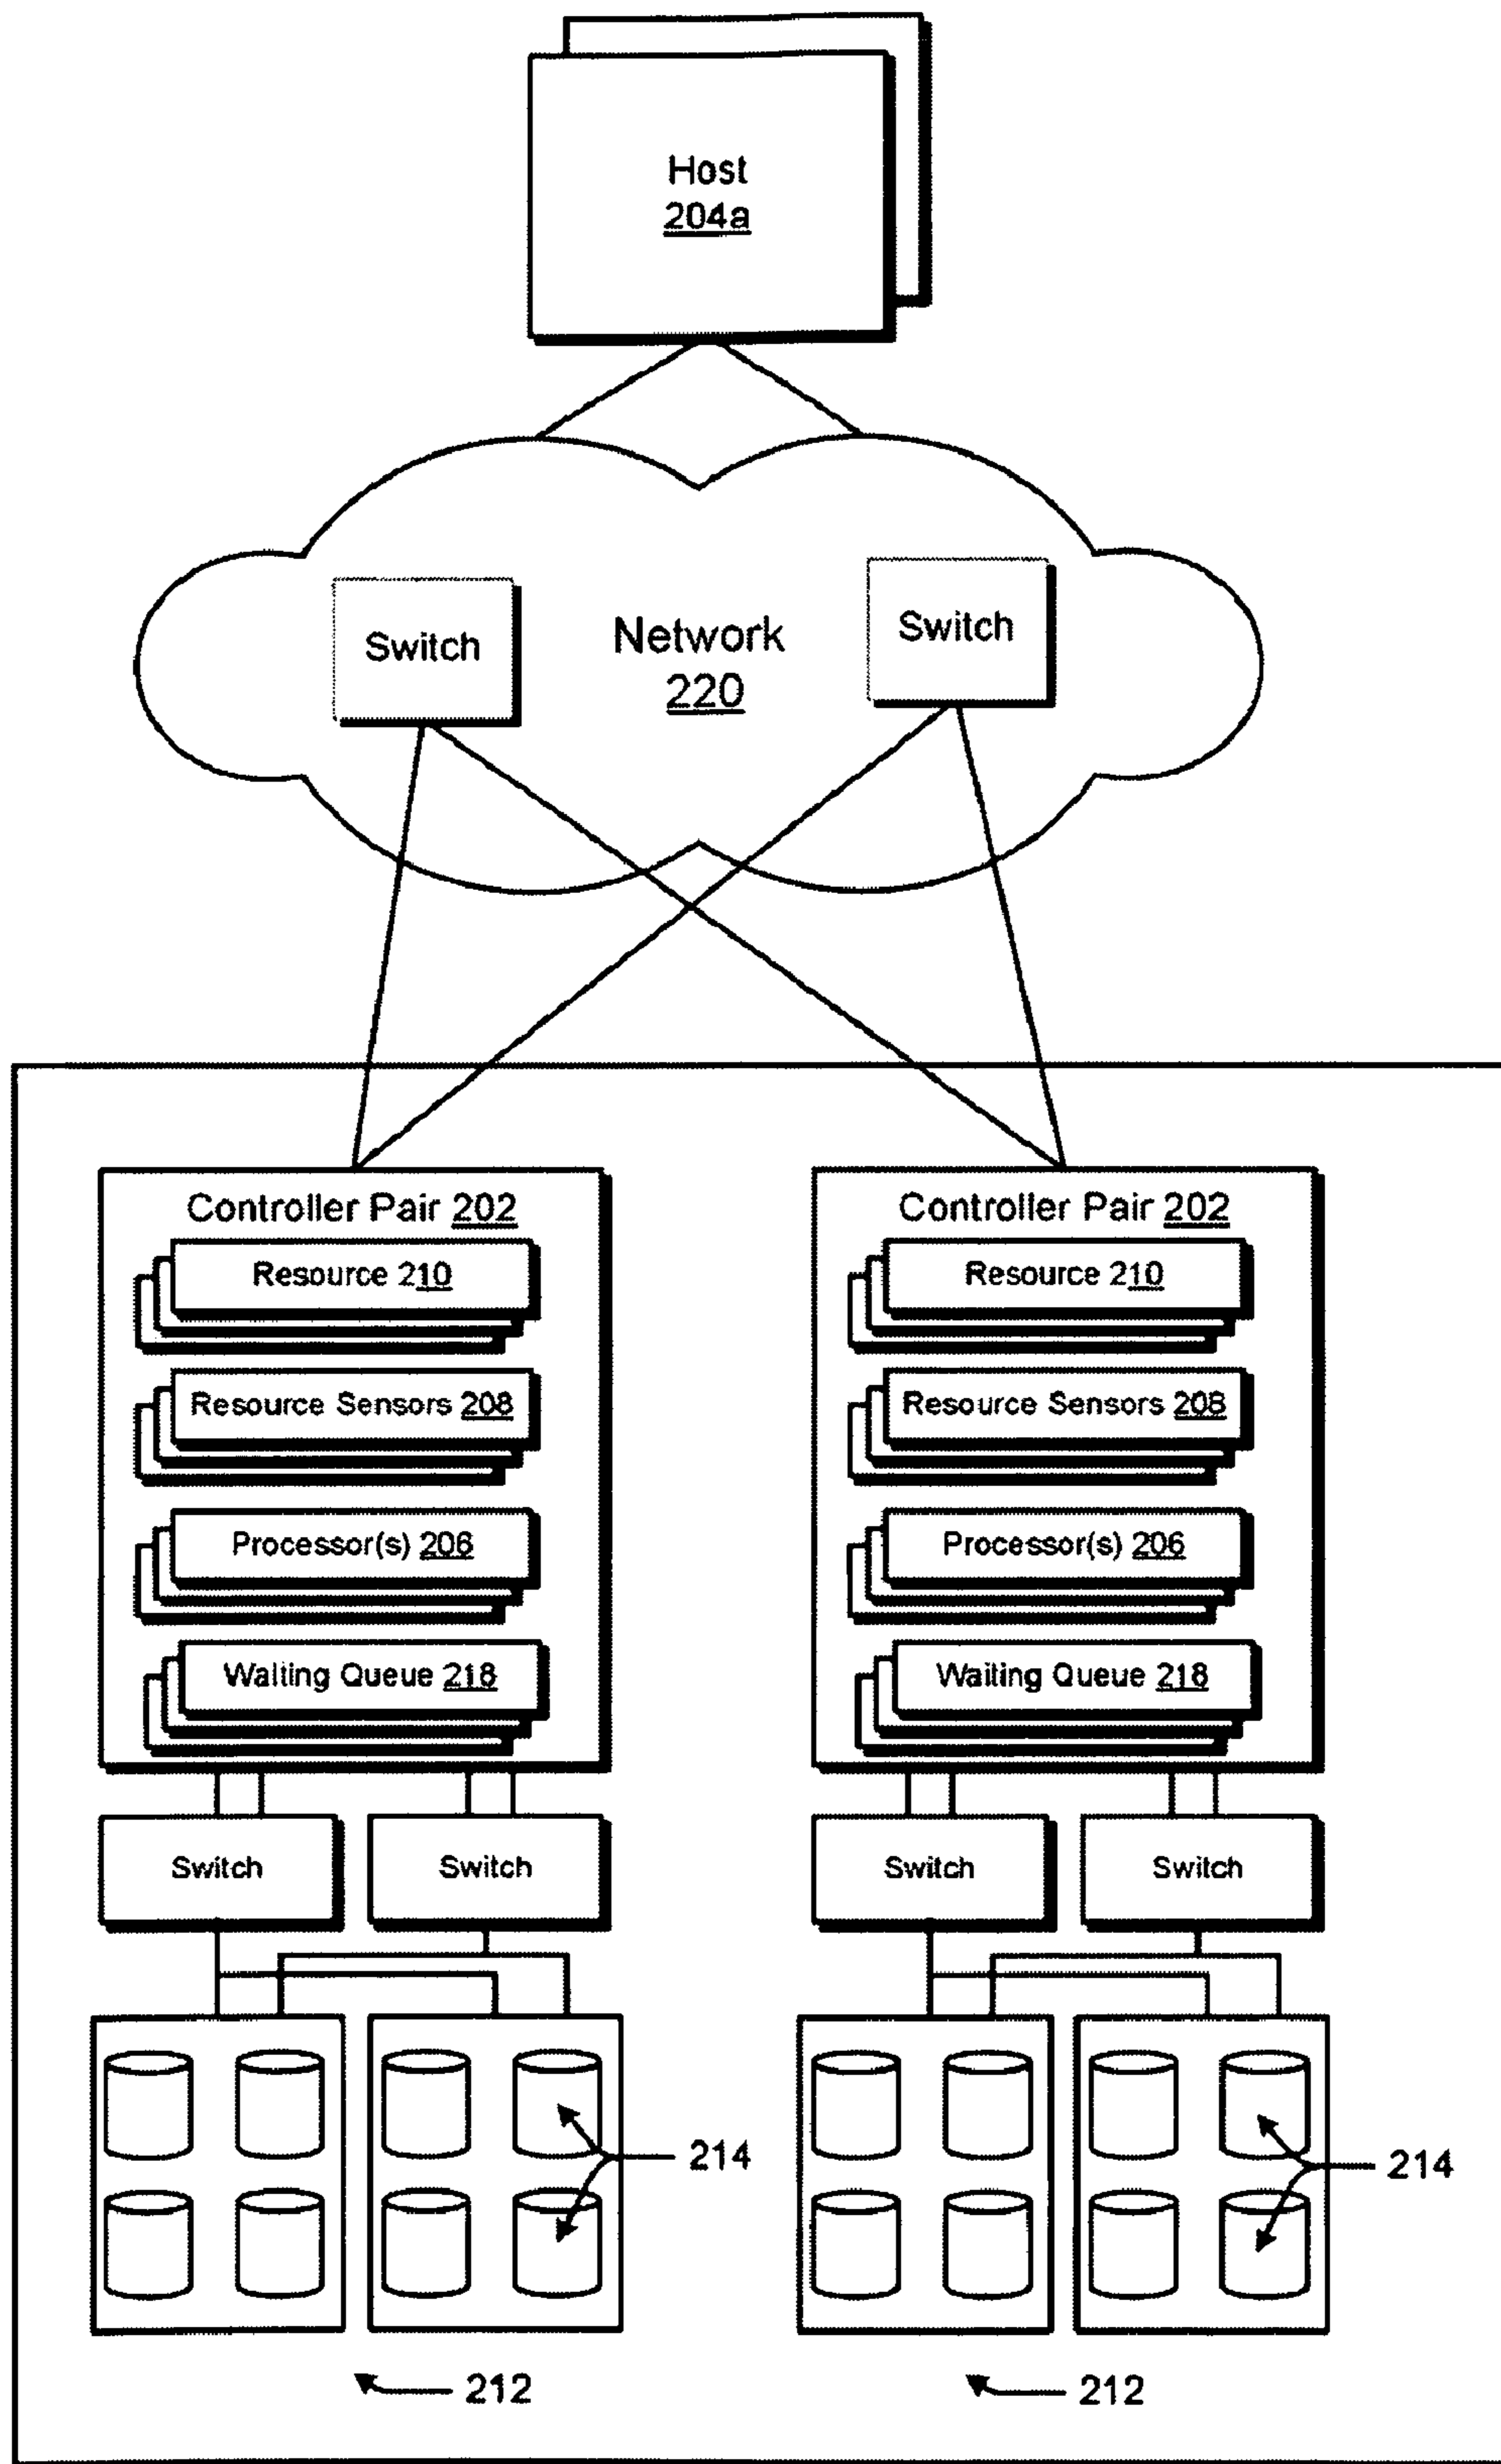 Host
204a
Switch
Network
220
Switch
Controller Pair 202
Resource 210
Resource Sensors 208
Processor(s) 206
Waiting Queue 218
Controller Pair 202
Resource 210
Resource Sensors 208
Processor(s) 206
Waiting Queue 218
Switch
Switch
Switch
Switch
214
214
212
212